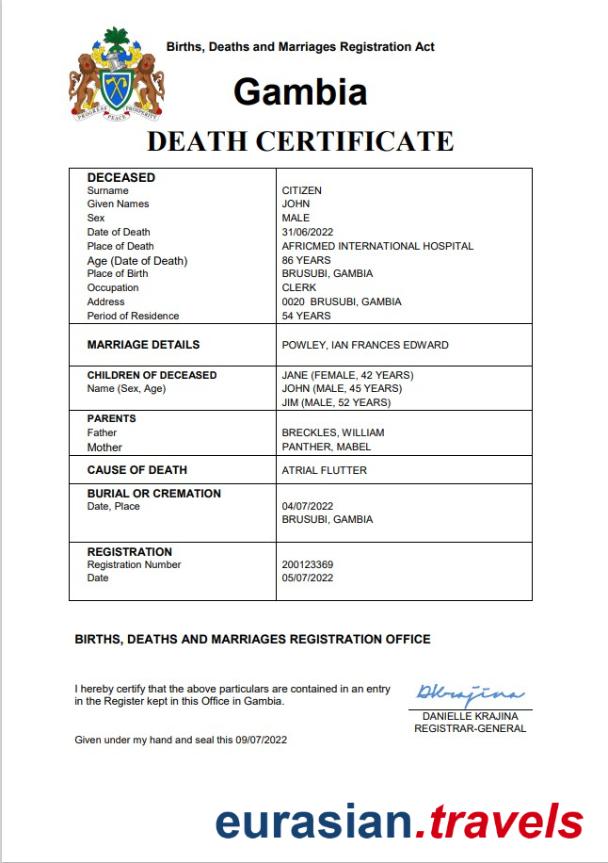 Births, Deaths and Marriages Registration Act
Gambia
PROGRESS PEACE PROSPERITY
DEATH CERTIFICATE
DECEASED
Surname CITIZEN
Given Names JOHN
Sex MALE
Date of Death 31/06/2022
Place of Death AFRICMED INTERNATIONAL HOSPITAL
Age (Date of Death) 86 YEARS
Place of Birth BRUSUBI, GAMBIA
Occupation CLERK
Address 0020 BRUSUBI, GAMBIA
Period of Residence 54 YEARS
MARRIAGE DETAILS POWLEY, IAN FRANCES EDWARD
CHILDREN OF DECEASED JANE (FEMALE, 42 YEARS)
Name (Sex, Age) JOHN (MALE, 45 YEARS)
JIM (MALE, 52 YEARS)
PARENTS
Father BRECKLES, WILLIAM
Mother PANTHER, MABEL
CAUSE OF DEATH ATRIAL FLUTTER
BURIAL OR CREMATION
Date, Place 04/07/2022
BRUSUBI, GAMBIA
REGISTRATION
Registration Number 200123369
Date 05/07/2022
BIRTHS, DEATHS AND MARRIAGES REGISTRATION OFFICE
I hereby certify that the above particulars are contained in an entry
in the Register kept in this Office in Gambia.
DKrajina
DANIELLE KRAJINA
REGISTRAR-GENERAL
Given under my hand and seal this 09/07/2022
eurasian.travels